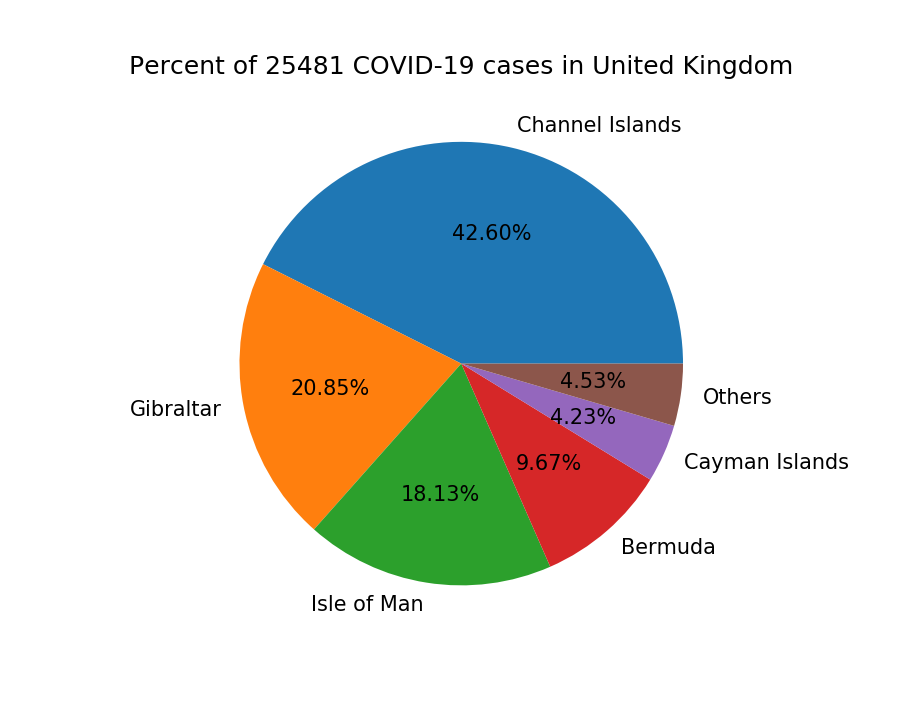 Percent of 25481 COVID-19 cases in United Kingdom
Channel Islands
42.60%
Gibraltar
20.85%
Isle of Man
18.13%
Bermuda
9.67%
Cayman Islands
4.23%
Others
4.53%